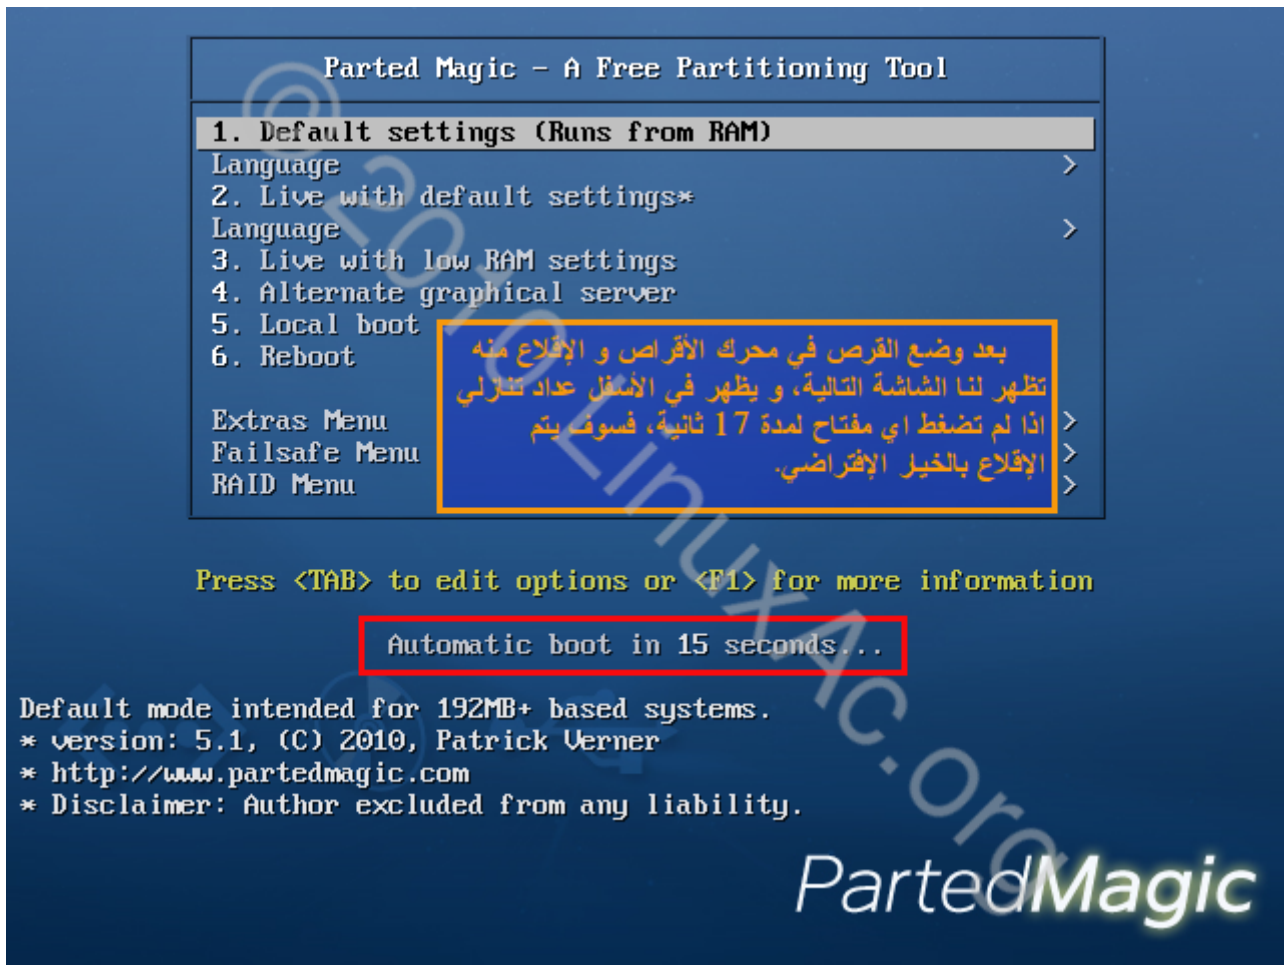 Parted Magic - A Free Partitioning Tool
1. Default settings (Runs from RAM)
Language >
2. Live with default settings*
Language >
3. Live with low RAM settings
4. Alternate graphical server
5. Local boot
6. Reboot
Extras Menu >
Failsafe Menu >
RAID Menu >
بعد وضع القرص في محرك الأقراص و الإقلاع منه
تظهر لنا الشاشة التالية، و يظهر في الأسفل عداد تنازلي
اذا لم تضغط اي مفتاح لمدة 17 ثانية، فسوف يتم
الإقلاع بالخيار الإفتراضي.
Press <TAB> to edit options or <F1> for more information
Automatic boot in 15 seconds...
Default mode intended for 192MB+ based systems.
* version: 5.1, (C) 2010, Patrick Verner
* http://www.partedmagic.com
* Disclaimer: Author excluded from any liability.
PartedMagic
© 2010 LinuxAc.org